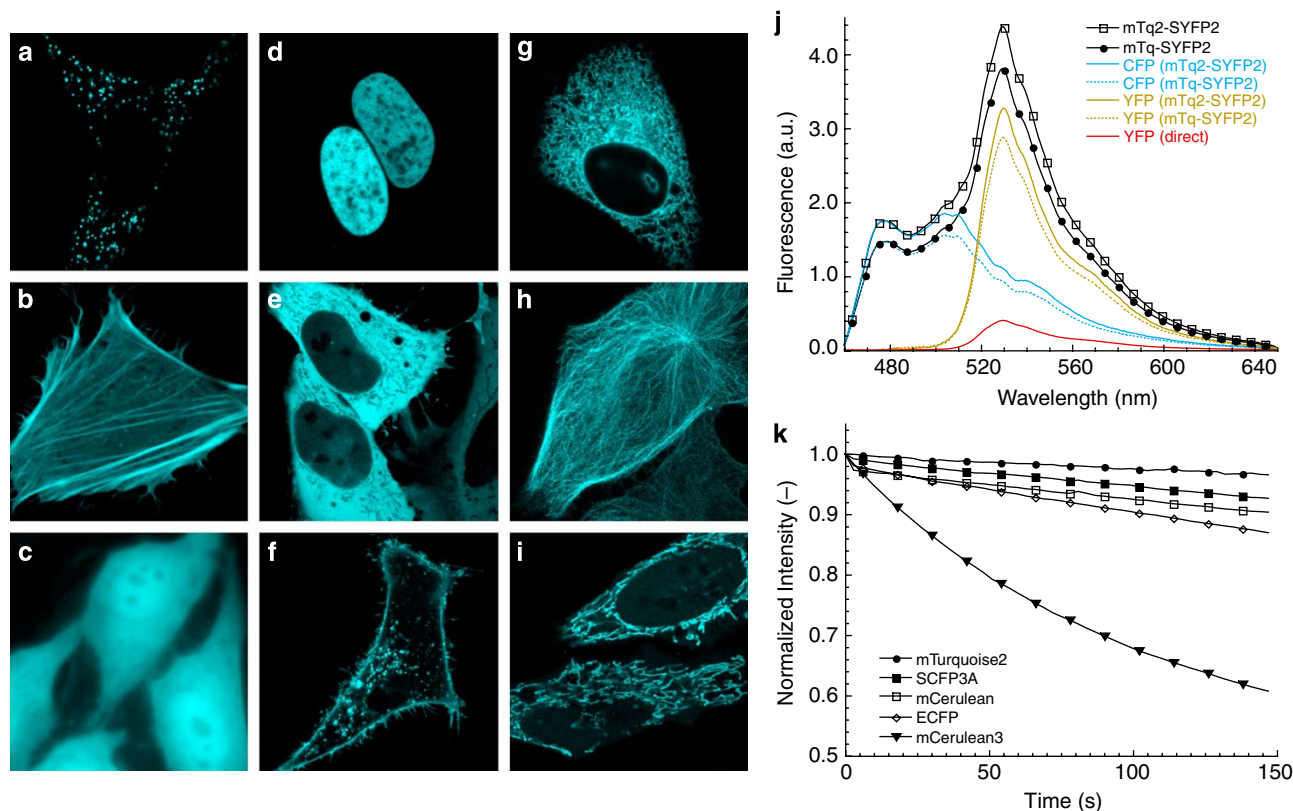 a
d
g
b
e
h
c
f
i
j
mTq2-SYFP2
mTq-SYFP2
CFP (mTq2-SYFP2)
CFP (mTq-SYFP2)
YFP (mTq2-SYFP2)
YFP (mTq-SYFP2)
YFP (direct)
4.0
3.0
2.0
1.0
0.0
Fluorescence (a.u.)
480 520 560 600 640
Wavelength (nm)
k
1.0
0.9
0.8
0.7
0.6
0.5
Normalized Intensity (–)
mTurquoise2
SCFP3A
mCerulean
ECFP
mCerulean3
0 50 100 150
Time (s)